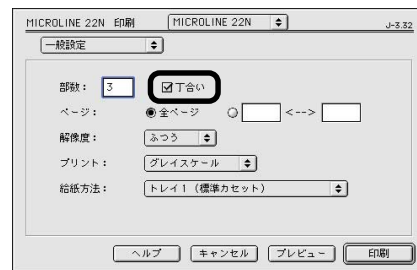 MICROLINE 22N 印刷 MICROLINE 22N J-3.32
一般設定
部数： 3 丁合い
ページ： 全ページ <-->
解像度： ふつう
プリント： グレイスケール
給紙方法： トレイ1（標準カセット）
ヘルプ キャンセル プレビュー 印刷